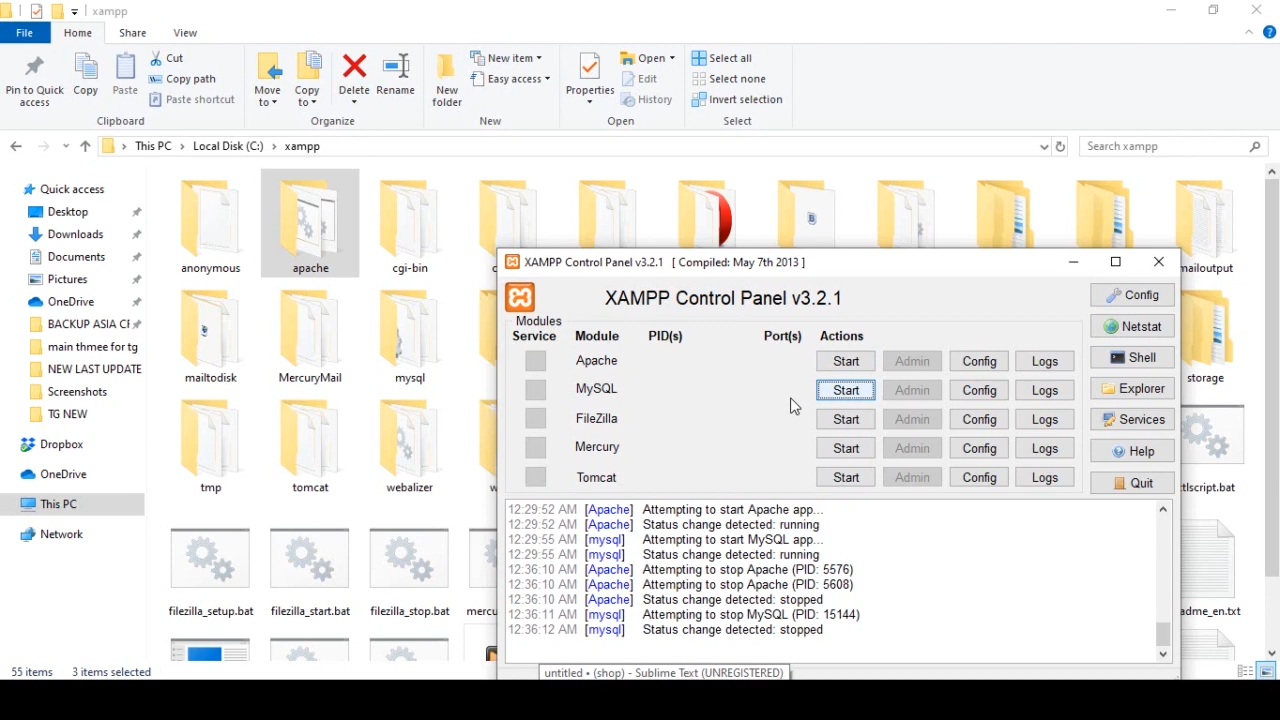 xampp
File Home Share View
Pin to Quick access
Copy
Paste
Cut
Copy path
Paste shortcut
Move to
Copy to
Delete
Rename
New folder
New item
Easy access
Properties
Open
Edit
History
Select all
Select none
Invert selection
Clipboard Organize New Open Select
This PC > Local Disk (C:) > xampp
Search xampp
Quick access
Desktop
Downloads
Documents
Pictures
OneDrive
BACKUP ASIA CF
main thmee for tg
NEW LAST UPDATE
Screenshots
TG NEW
Dropbox
OneDrive
This PC
Network
anonymous apache cgi-bin
mailoutput
mailtodisk MercuryMail mysql
storage
tmp tomcat webalizer
filezilla_setup.bat filezilla_start.bat filezilla_stop.bat
XAMPP Control Panel v3.2.1 [ Compiled: May 7th 2013 ]
XAMPP Control Panel v3.2.1
Modules
Service Module PID(s) Port(s) Actions
Apache Start Admin Config Logs
MySQL Start Admin Config Logs
FileZilla Start Admin Config Logs
Mercury Start Admin Config Logs
Tomcat Start Admin Config Logs
Config
Netstat
Shell
Explorer
Services
Help
Quit
12:29:52 AM [Apache] Attempting to start Apache app...
12:29:52 AM [Apache] Status change detected: running
12:29:55 AM [mysql] Attempting to start MySQL app...
12:29:55 AM [mysql] Status change detected: running
12:36:10 AM [Apache] Attempting to stop Apache (PID: 5576)
12:36:10 AM [Apache] Attempting to stop Apache (PID: 5608)
12:36:10 AM [Apache] Status change detected: stopped
12:36:11 AM [mysql] Attempting to stop MySQL (PID: 15144)
12:36:12 AM [mysql] Status change detected: stopped
untitled • (shop) - Sublime Text (UNREGISTERED)
55 items 3 items selected